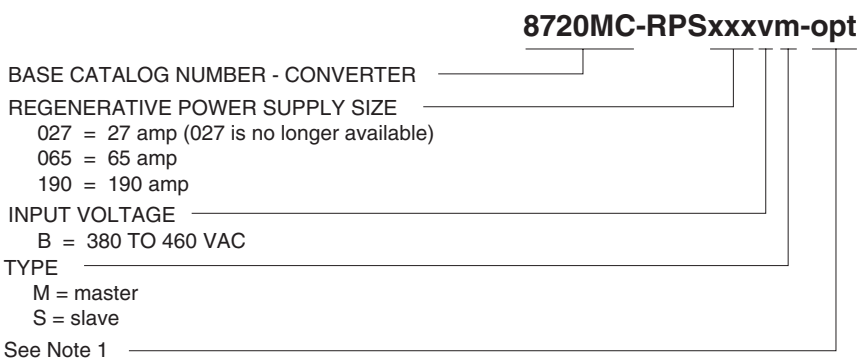 8720MC-RPSxxxvm-opt
BASE CATALOG NUMBER - CONVERTER
REGENERATIVE POWER SUPPLY SIZE
027 = 27 amp (027 is no longer available)
065 = 65 amp
190 = 190 amp
INPUT VOLTAGE
B = 380 TO 460 VAC
TYPE
M = master
S = slave
See Note 1